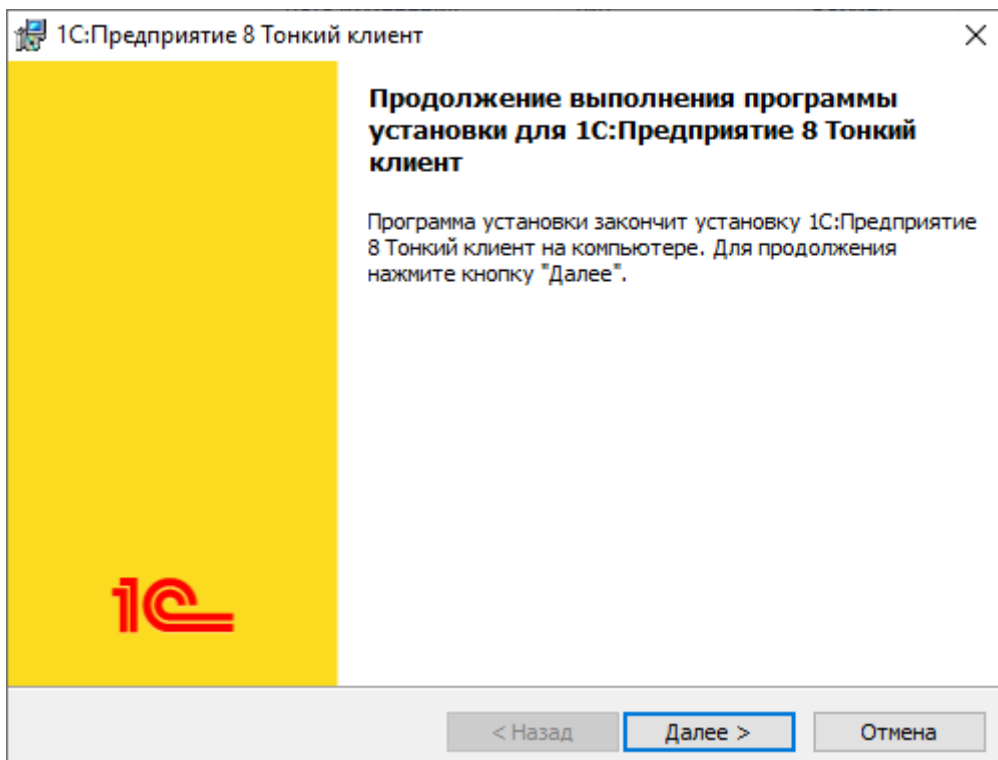 1С:Предприятие 8 Тонкий клиент
Продолжение выполнения программы
установки для 1С:Предприятие 8 Тонкий
клиент
Программа установки закончит установку 1С:Предприятие
8 Тонкий клиент на компьютере. Для продолжения
нажмите кнопку "Далее".
1С
< Назад
Далее >
Отмена